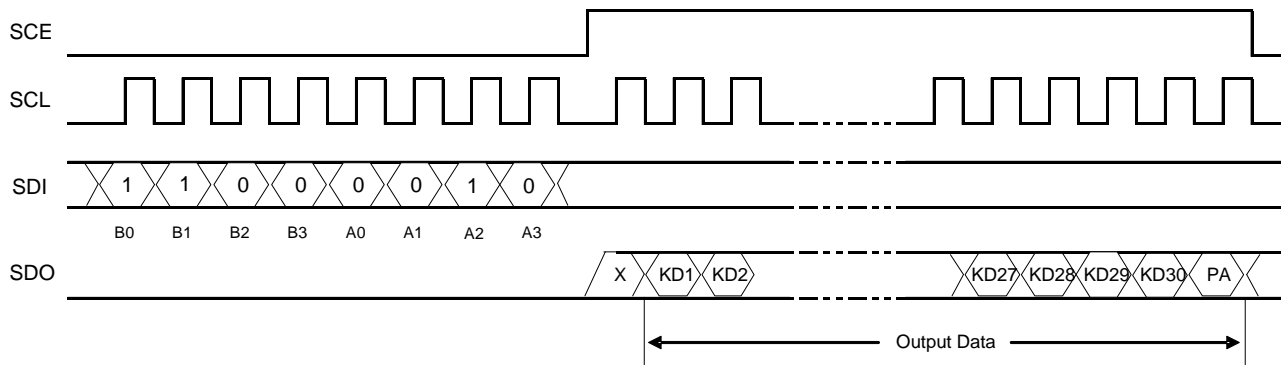 SCE
SCL
SDI 1 1 0 0 0 0 1 0
B0 B1 B2 B3 A0 A1 A2 A3
SDO X KD1 KD2 KD27 KD28 KD29 KD30 PA
Output Data